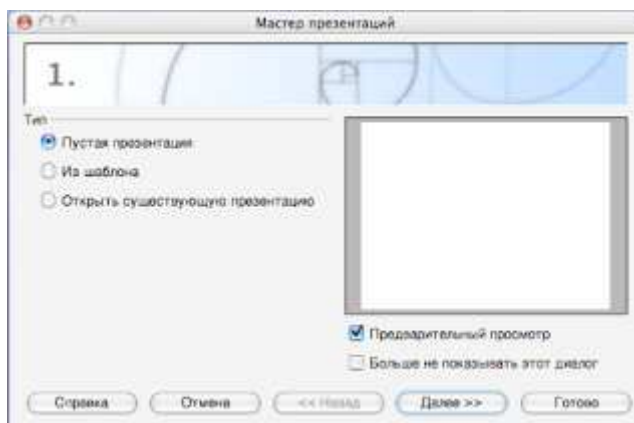 Мастер презентаций
1.
Тип
Пустая презентация
Из шаблона
Открыть существующую презентацию
Предварительный просмотр
Больше не показывать этот диалог
Справка Отмена << Назад Далее >> Готово